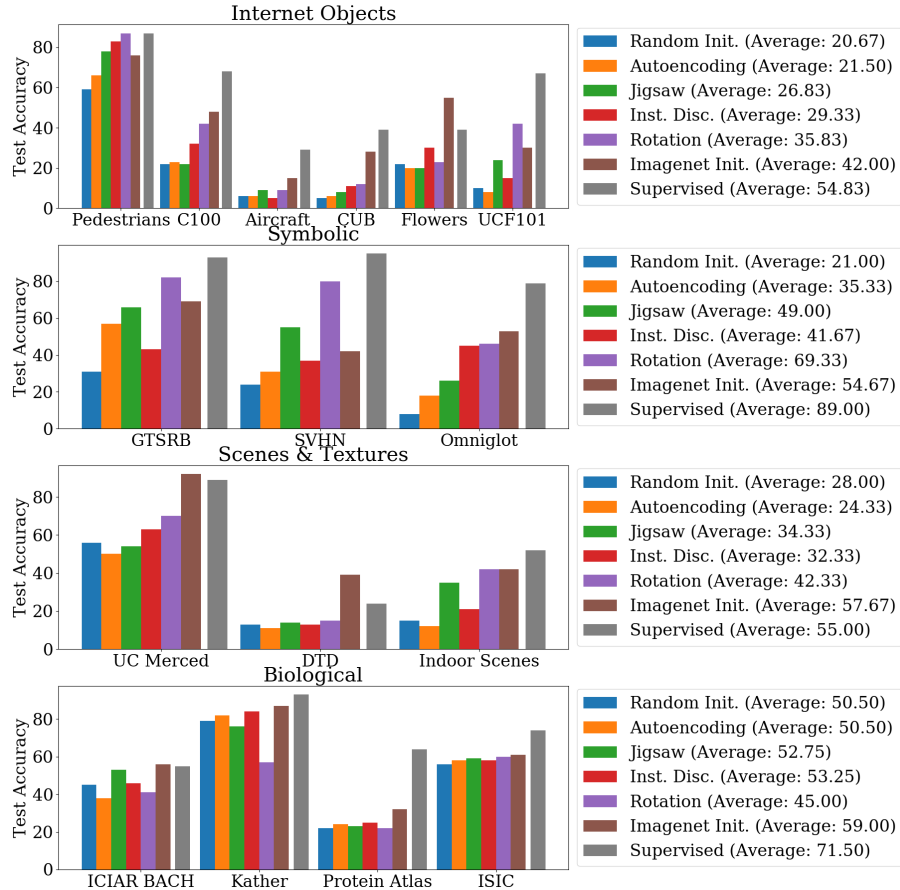 Internet Objects
Test Accuracy
80
60
40
20
0
Pedestrians C100 Aircraft CUB Flowers UCF101
Random Init. (Average: 20.67)
Autoencoding (Average: 21.50)
Jigsaw (Average: 26.83)
Inst. Disc. (Average: 29.33)
Rotation (Average: 35.83)
Imagenet Init. (Average: 42.00)
Supervised (Average: 54.83)
Symbolic
Test Accuracy
80
60
40
20
0
GTSRB SVHN Omniglot
Random Init. (Average: 21.00)
Autoencoding (Average: 35.33)
Jigsaw (Average: 49.00)
Inst. Disc. (Average: 41.67)
Rotation (Average: 69.33)
Imagenet Init. (Average: 54.67)
Supervised (Average: 89.00)
Scenes & Textures
Test Accuracy
80
60
40
20
0
UC Merced DTD Indoor Scenes
Random Init. (Average: 28.00)
Autoencoding (Average: 24.33)
Jigsaw (Average: 34.33)
Inst. Disc. (Average: 32.33)
Rotation (Average: 42.33)
Imagenet Init. (Average: 57.67)
Supervised (Average: 55.00)
Biological
Test Accuracy
80
60
40
20
0
ICIAR BACH Kather Protein Atlas ISIC
Random Init. (Average: 50.50)
Autoencoding (Average: 50.50)
Jigsaw (Average: 52.75)
Inst. Disc. (Average: 53.25)
Rotation (Average: 45.00)
Imagenet Init. (Average: 59.00)
Supervised (Average: 71.50)